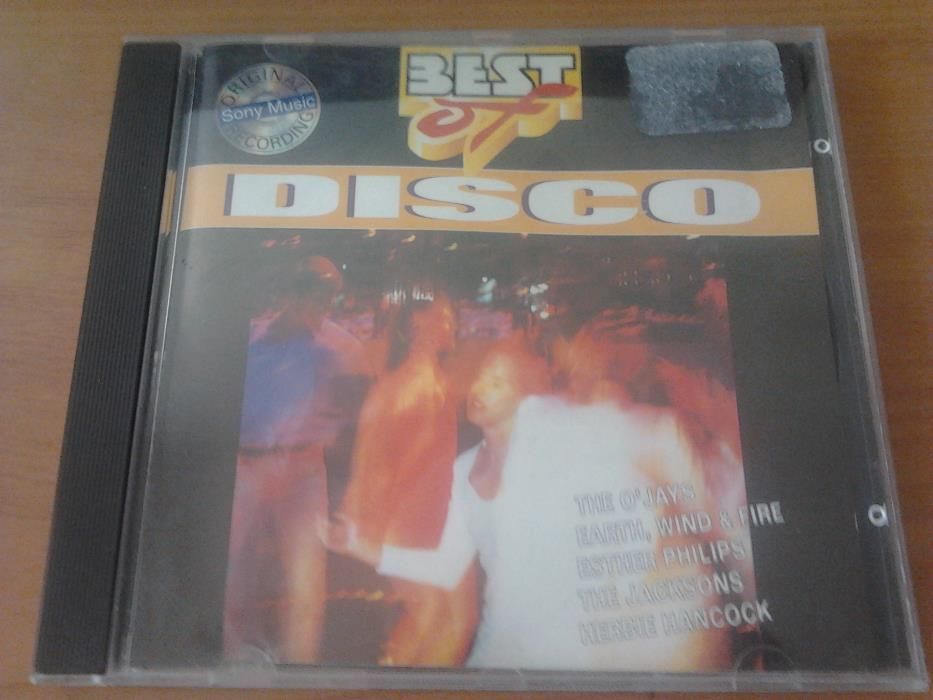 ORIGINAL
Sony Music
RECORDING
BEST
of
DISCO
THE O'JAYS
EARTH, WIND & FIRE
ESTHER PHILIPS
THE JACKSONS
HERBIE HANCOCK